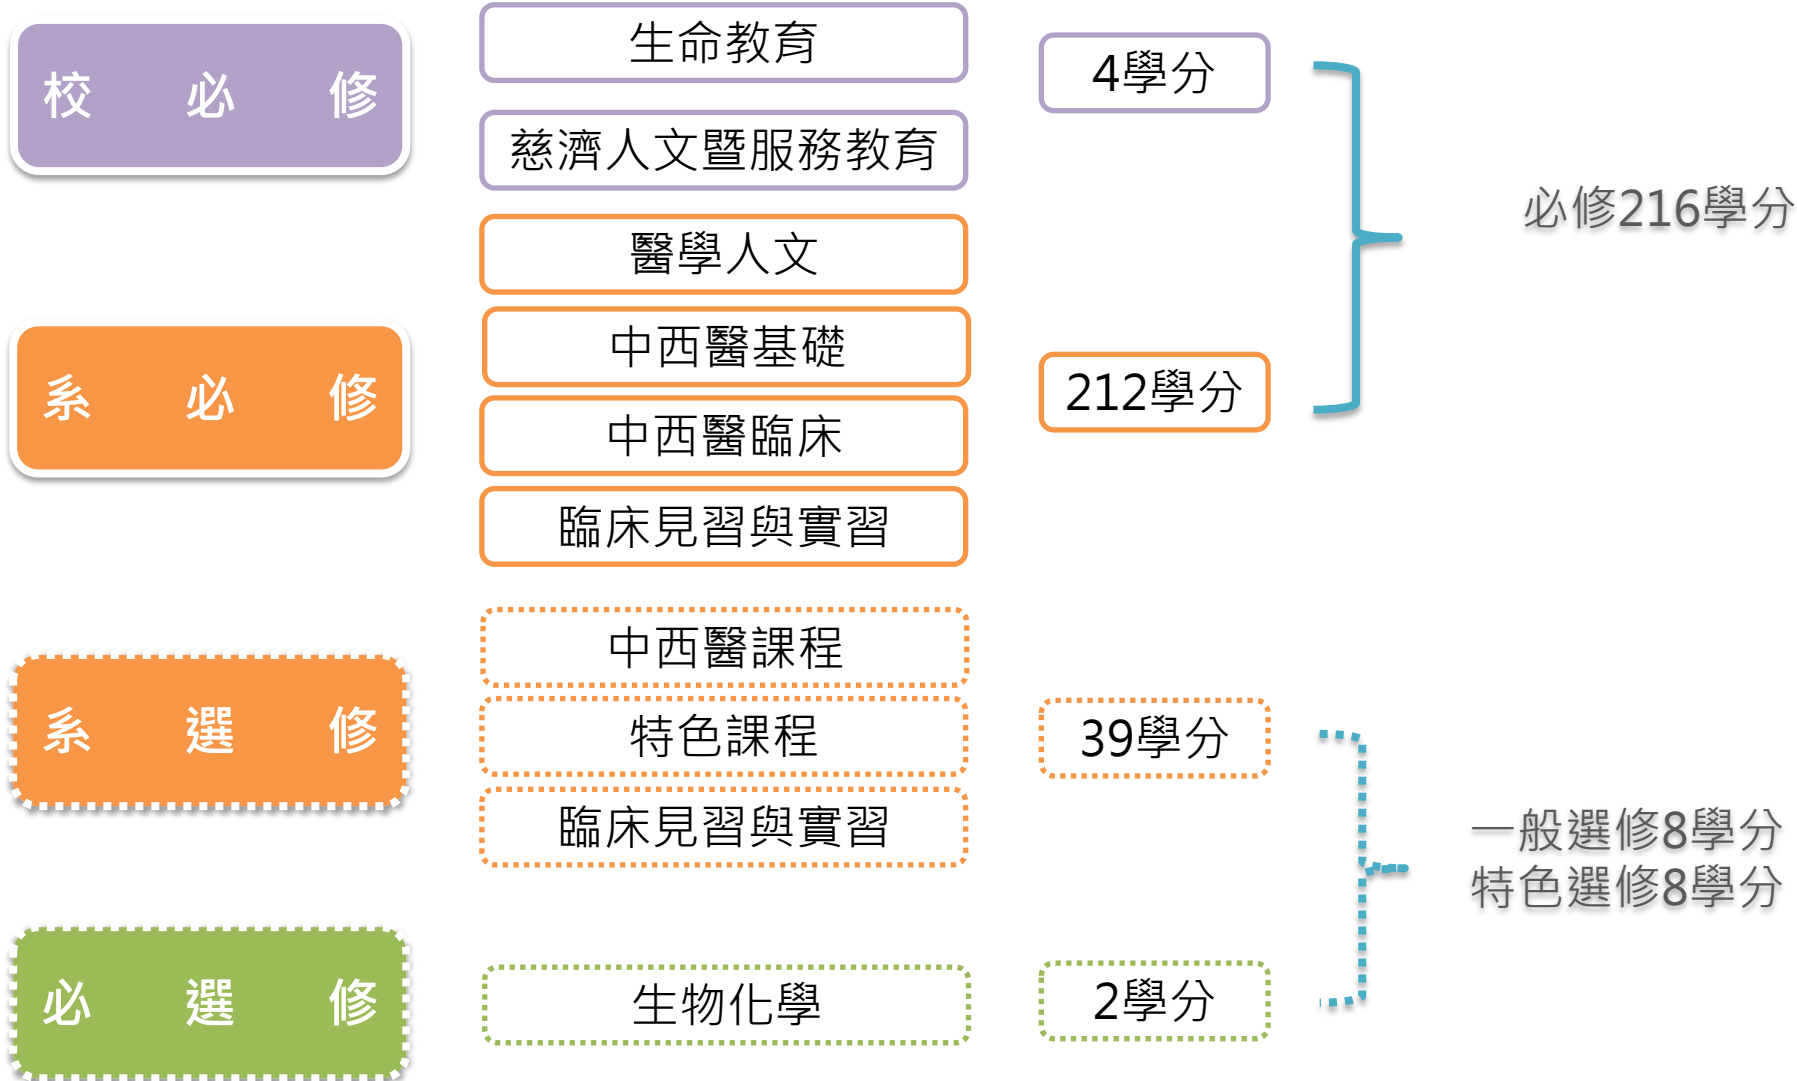 校必修
生命教育
慈濟人文暨服務教育
4學分
系必修
醫學人文
中西醫基礎
中西醫臨床
臨床見習與實習
212學分
必修216學分
系選修
中西醫課程
特色課程
臨床見習與實習
39學分
必選修
生物化學
2學分
一般選修8學分
特色選修8學分